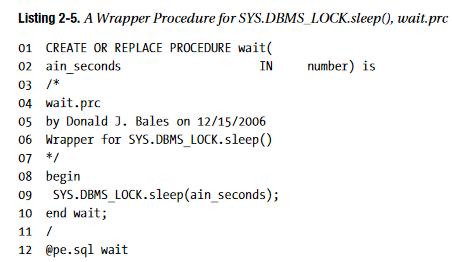 Listing 2-5. A Wrapper Procedure for SYS.DBMS_LOCK.sleep(), wait.prc
01 CREATE OR REPLACE PROCEDURE wait(
02 ain_seconds IN number) is
03 /*
04 wait.prc
05 by Donald J. Bales on 12/15/2006
06 Wrapper for SYS.DBMS_LOCK.sleep()
07 */
08 begin
09 SYS.DBMS_LOCK.sleep(ain_seconds);
10 end wait;
11 /
12 @pe.sql wait